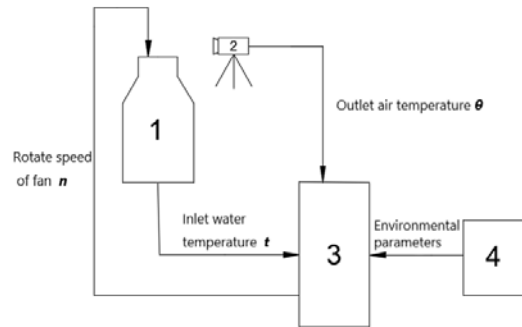 2
1
Outlet air temperature θ
Rotate speed
of fan n
Inlet water
temperature t
3
Environmental
parameters
4